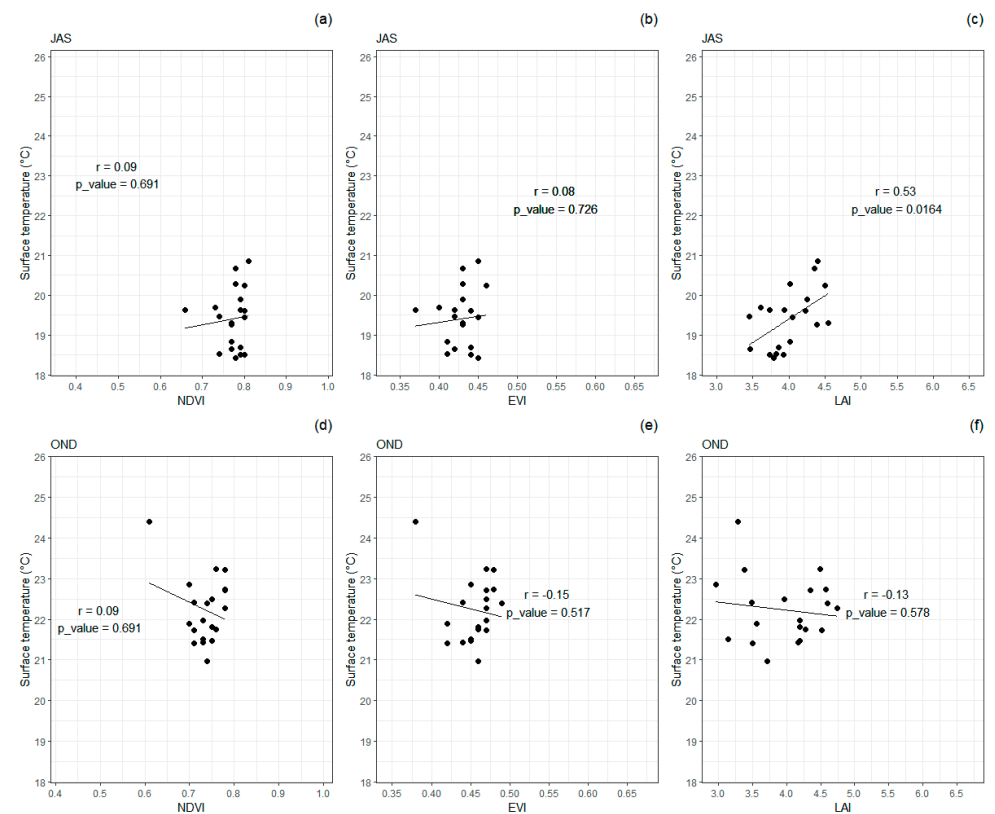 (a)
JAS
26
25
24
23
22
21
20
19
18
Surface temperature (°C)
r = 0.09
p_value = 0.691
0.4 0.5 0.6 0.7 0.8 0.9 1.0
NDVI
(b)
JAS
26
25
24
23
22
21
20
19
18
Surface temperature (°C)
r = 0.08
p_value = 0.726
0.35 0.40 0.45 0.50 0.55 0.60 0.65
EVI
(c)
JAS
26
25
24
23
22
21
20
19
18
Surface temperature (°C)
r = 0.53
p_value = 0.0164
3.0 3.5 4.0 4.5 5.0 5.5 6.0 6.5
LAI
(d)
OND
26
25
24
23
22
21
20
19
18
Surface temperature (°C)
r = 0.09
p_value = 0.691
0.4 0.5 0.6 0.7 0.8 0.9 1.0
NDVI
(e)
OND
26
25
24
23
22
21
20
19
18
Surface temperature (°C)
r = -0.15
p_value = 0.517
0.35 0.40 0.45 0.50 0.55 0.60 0.65
EVI
(f)
OND
26
25
24
23
22
21
20
19
18
Surface temperature (°C)
r = -0.13
p_value = 0.578
3.0 3.5 4.0 4.5 5.0 5.5 6.0 6.5
LAI